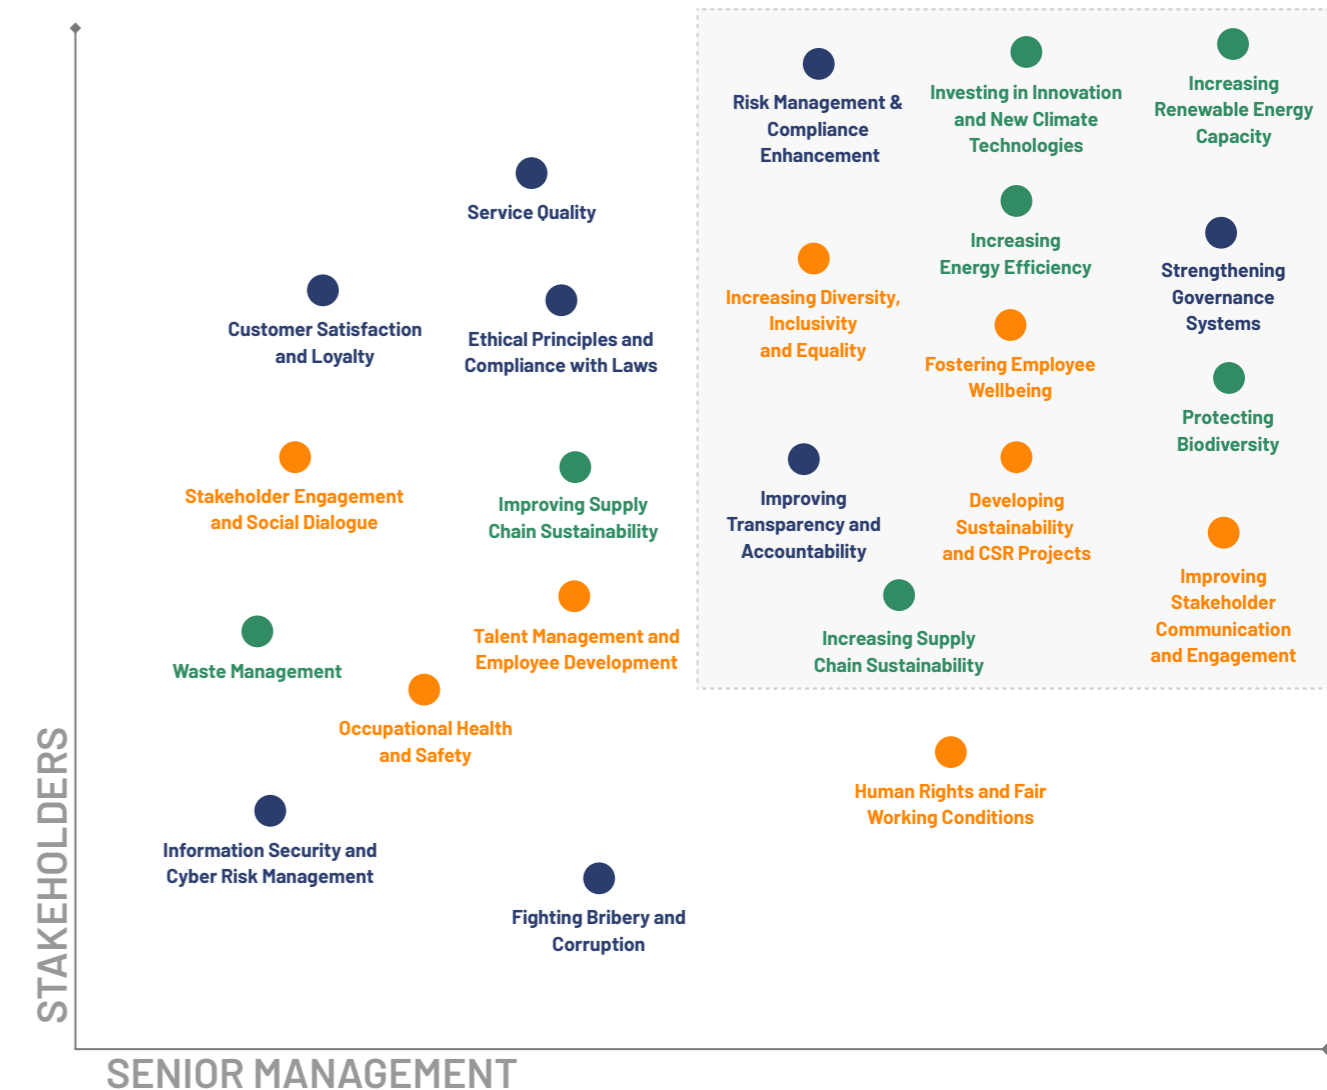 Risk Management &
Compliance
Enhancement
Investing in Innovation
and New Climate
Technologies
Increasing
Renewable Energy
Capacity
Service Quality
Increasing
Energy Efficiency
Strengthening
Governance
Systems
Customer Satisfaction
and Loyalty
Ethical Principles and
Compliance with Laws
Increasing Diversity,
Inclusivity
and Equality
Fostering Employee
Wellbeing
Protecting
Biodiversity
Stakeholder Engagement
and Social Dialogue
Improving Supply
Chain Sustainability
Improving
Transparency and
Accountability
Developing
Sustainability
and CSR Projects
Improving
Stakeholder
Communication
and Engagement
Waste Management
Talent Management and
Employee Development
Increasing Supply
Chain Sustainability
Occupational Health
and Safety
Human Rights and Fair
Working Conditions
Information Security and
Cyber Risk Management
Fighting Bribery and
Corruption
STAKEHOLDERS
SENIOR MANAGEMENT